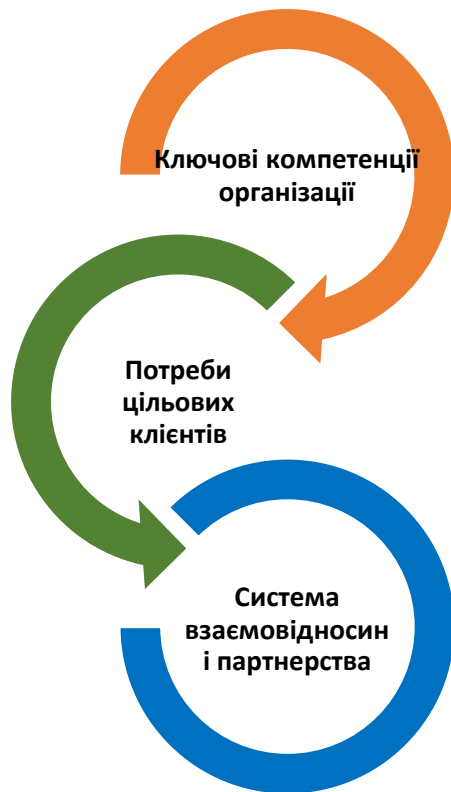 Ключові компетенції
організації
Потреби
цільових
клієнтів
Система
взаємовідносин
і партнерства